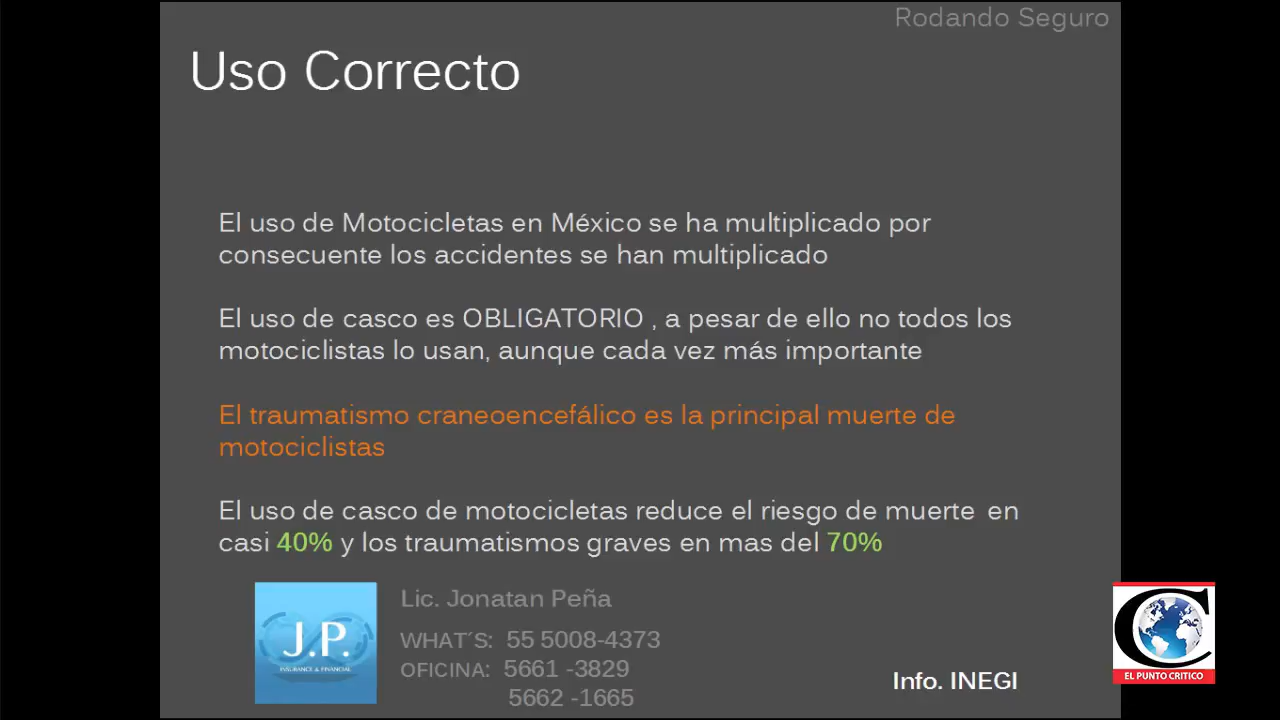 Rodando Seguro
Uso Correcto
El uso de Motocicletas en México se ha multiplicado por
consecuente los accidentes se han multiplicado
El uso de casco es OBLIGATORIO , a pesar de ello no todos los
motociclistas lo usan, aunque cada vez más importante
El traumatismo craneoencefálico es la principal muerte de
motociclistas
El uso de casco de motocicletas reduce el riesgo de muerte en
casi 40% y los traumatismos graves en mas del 70%
J.P.
INSURANCE & FINANCIAL
Lic. Jonatan Peña
WHAT´S: 55 5008-4373
OFICINA: 5661 -3829
5662 -1665
Info. INEGI
C
EL PUNTO CRITICO